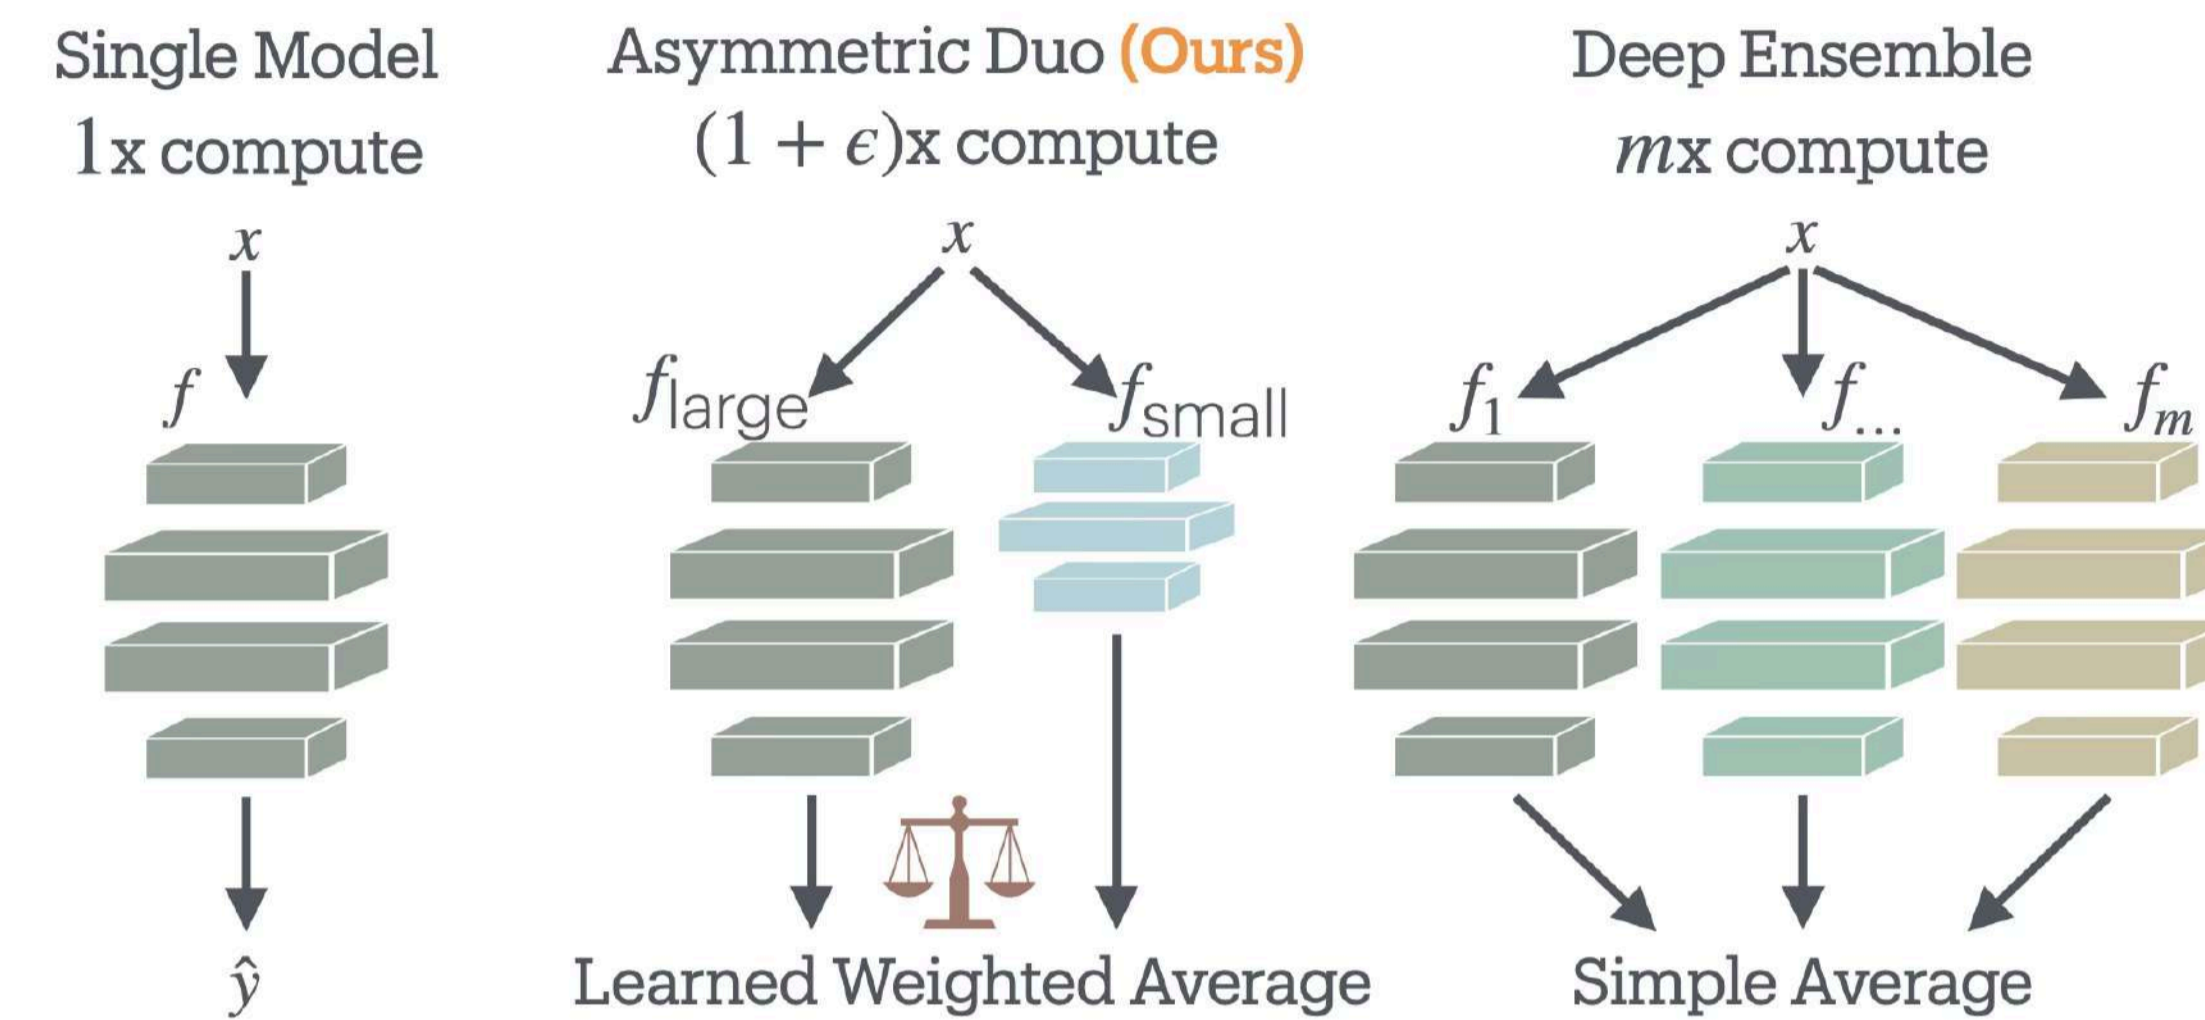 Single Model
1x compute
x
f
ŷ
Asymmetric Duo (Ours)
(1 + ϵ)x compute
x
f_large
f_small
Learned Weighted Average
Deep Ensemble
mx compute
x
f_1
f_...
f_m
Simple Average